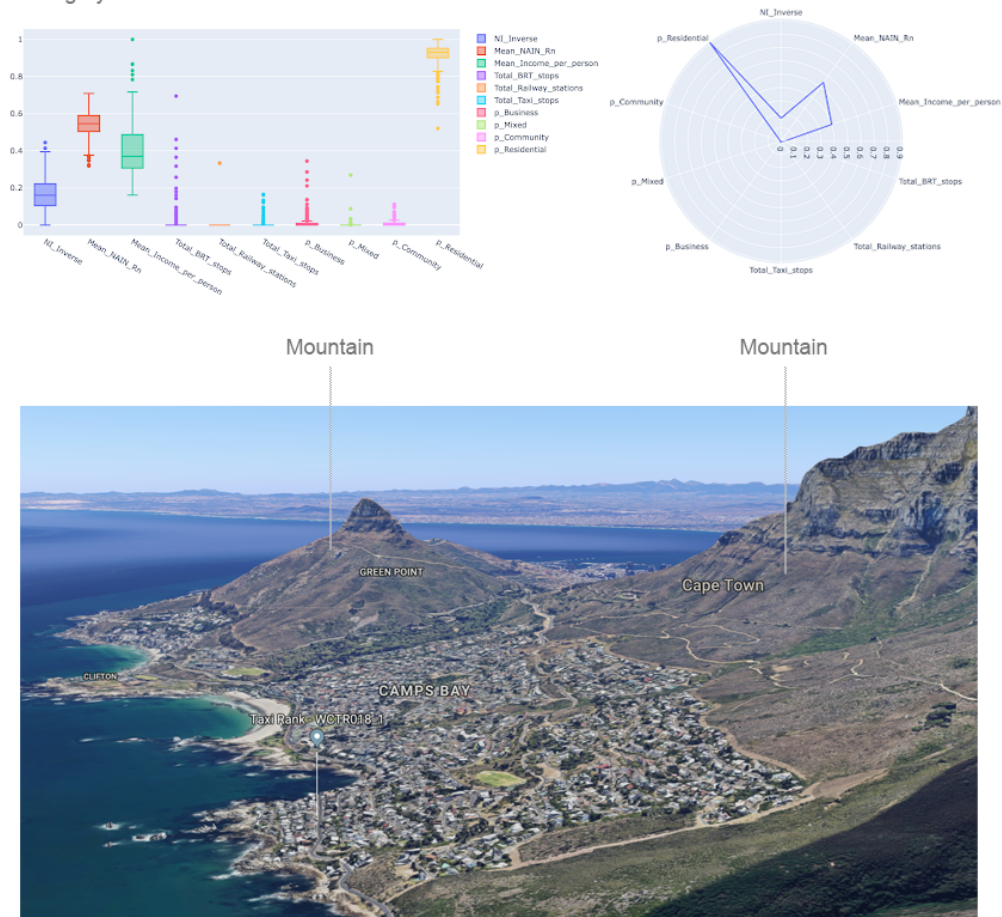 1
0.8
0.6
0.4
0.2
0
NI_Inverse
Mean_NAIN_Rn
Mean_Income_per_person
Total_BRT_stops
Total_Railway_stations
Total_Taxi_stops
p_Business
p_Mixed
p_Community
p_Residential
NI_Inverse
Mean_NAIN_Rn
Mean_Income_per_person
Total_BRT_stops
Total_Railway_stations
Total_Taxi_stops
p_Business
p_Mixed
p_Community
p_Residential
NI_Inverse
Mean_NAIN_Rn
Mean_Income_per_person
Total_BRT_stops
Total_Railway_stations
Total_Taxi_stops
p_Business
p_Mixed
p_Community
p_Residential
0 0.1 0.2 0.3 0.4 0.5 0.6 0.7 0.8 0.9
Mountain
Mountain
GREEN POINT
Cape Town
CLIFTON
CAMPS BAY
Taxi Rank - WCTR018_1